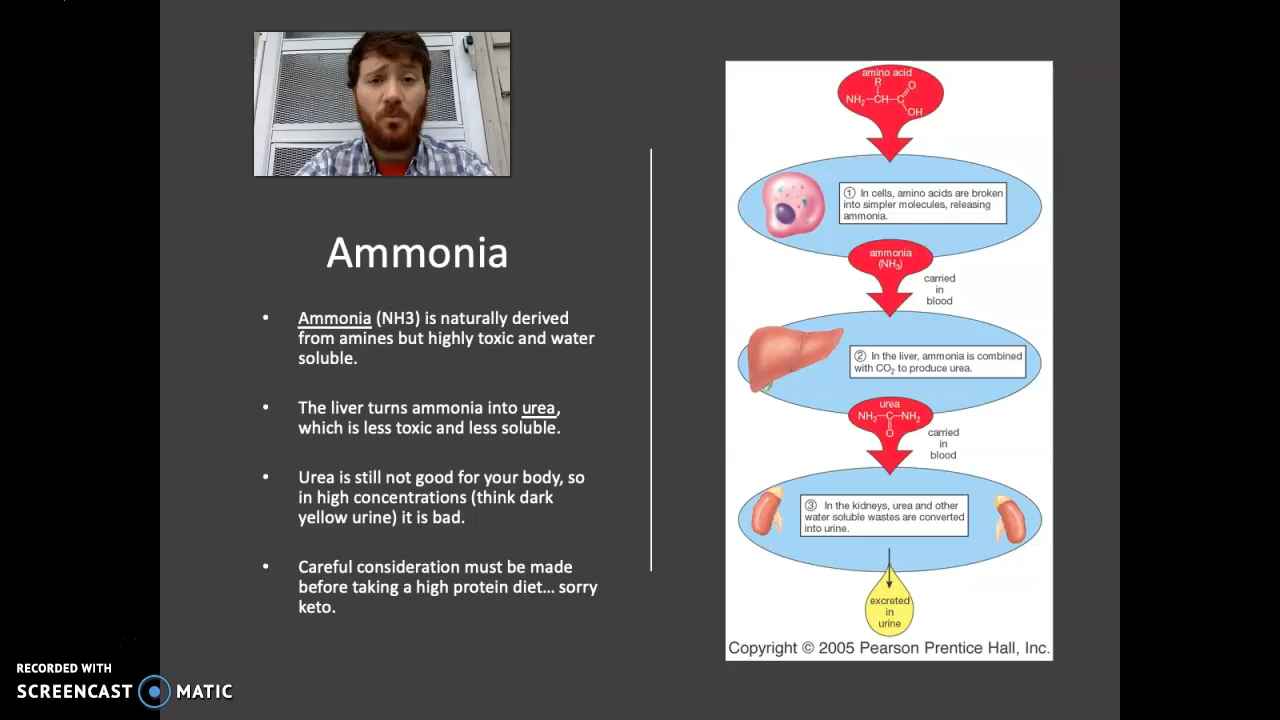 Ammonia
• Ammonia (NH3) is naturally derived
from amines but highly toxic and water
soluble.
• The liver turns ammonia into urea,
which is less toxic and less soluble.
• Urea is still not good for your body, so
in high concentrations (think dark
yellow urine) it is bad.
• Careful consideration must be made
before taking a high protein diet… sorry
keto.
amino acid
R
O
NH₂—CH—C
OH
① In cells, amino acids are broken
into simpler molecules, releasing
ammonia.
ammonia
(NH₃)
carried
in
blood
② In the liver, ammonia is combined
with CO₂ to produce urea.
urea
NH₂—C—NH₂
O
carried
in
blood
③ In the kidneys, urea and other
water soluble wastes are converted
into urine.
excreted
in
urine
Copyright © 2005 Pearson Prentice Hall, Inc.
RECORDED WITH
SCREENCAST MATIC